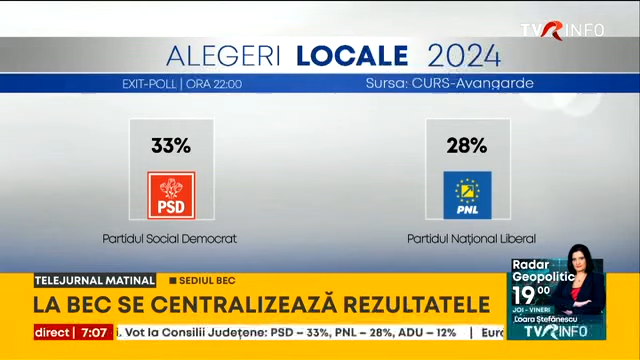 TVR INFO
ALEGERI LOCALE 2024
EXIT-POLL | ORA 22:00
Sursa: CURS-Avangarde
33%
28%
PSD
PNL
Partidul Social Democrat
Partidul Național Liberal
Radar
Geopolitic
19 00
JOI - VINERI
Loara Ștefănescu
TVR INFO
TELEJURNAL MATINAL
SEDIUL BEC
LA BEC SE CENTRALIZEAZĂ REZULTATELE
direct | 7:07
i. Vot la Consilii Județene: PSD – 33%, PNL – 28%, ADU – 12% | Euro